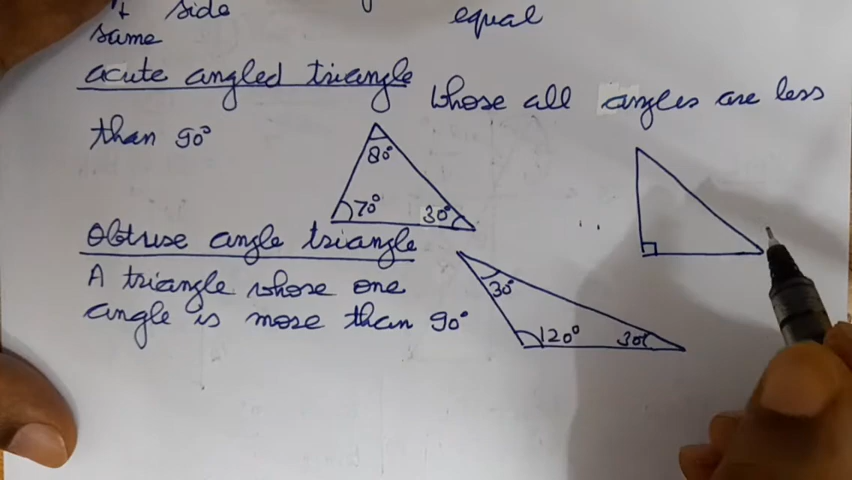 & side
same
equal
acute angled triangle
whose all angles are less
than 90°
80°
70°
30°
Obtuse angle triangle
A triangle whose one
angle is more than 90°
30°
120°
30°